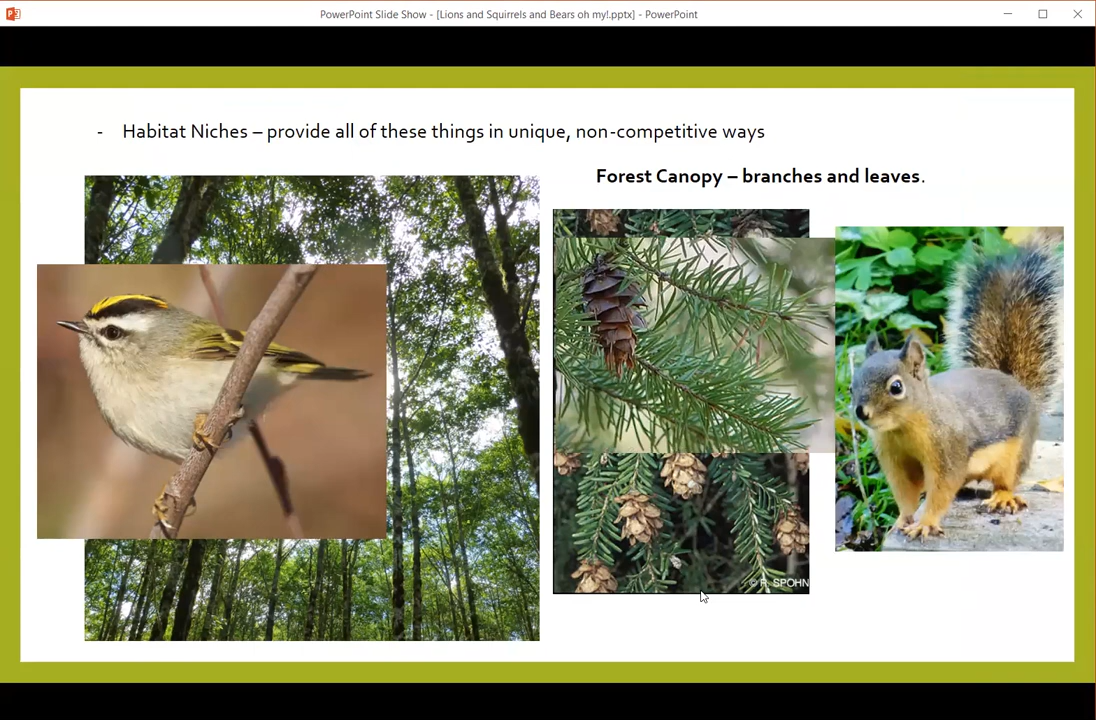 PowerPoint Slide Show - [Lions and Squirrels and Bears oh my!.pptx] - PowerPoint
- Habitat Niches – provide all of these things in unique, non-competitive ways
Forest Canopy – branches and leaves.
© R. SPOHN